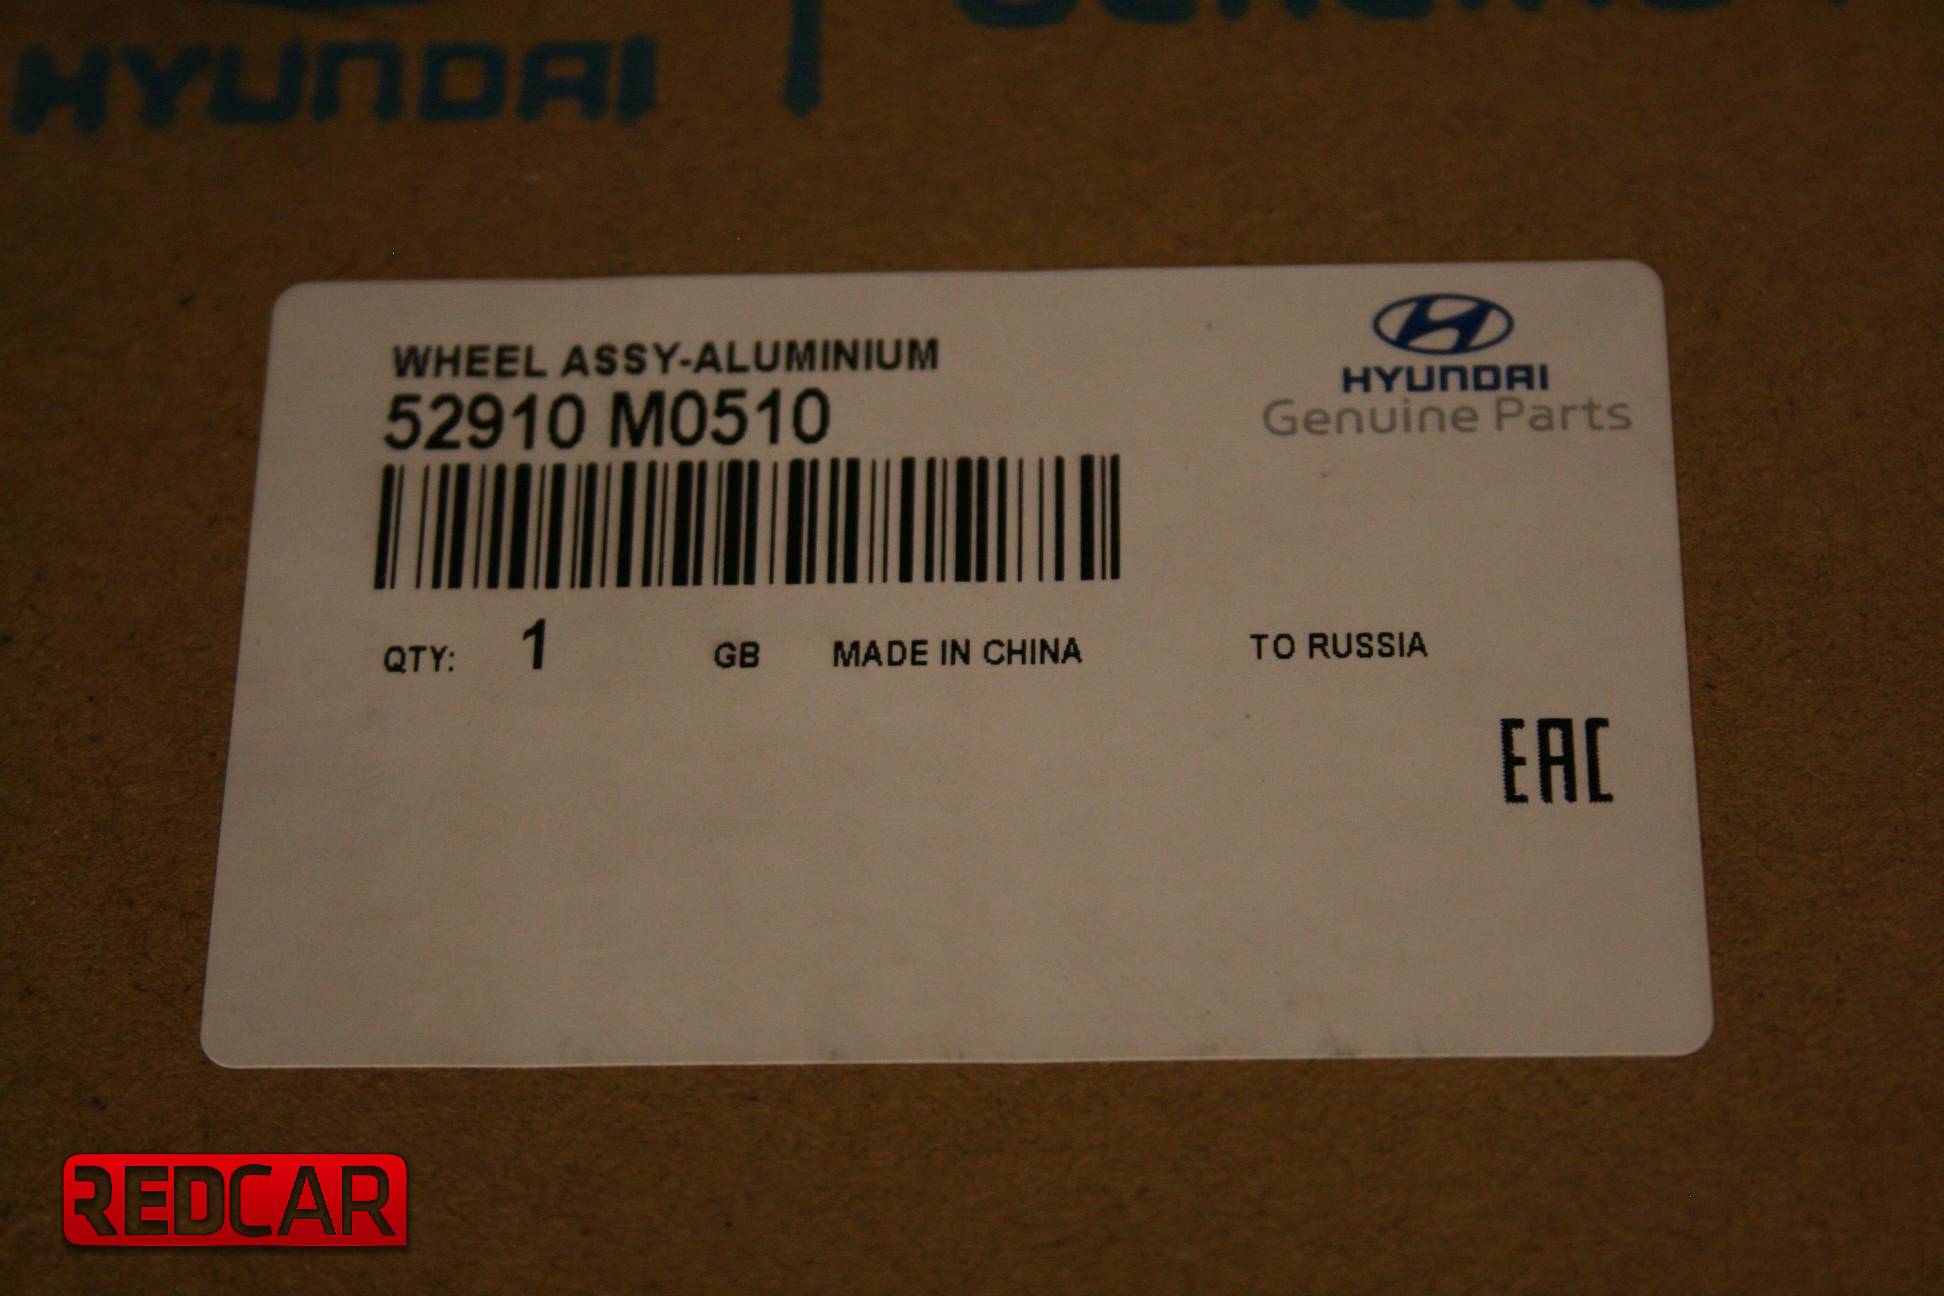 HYUNDAI
WHEEL ASSY-ALUMINIUM
52910 M0510
HYUNDAI
Genuine Parts
QTY: 1 GB MADE IN CHINA TO RUSSIA
EAC
REDCAR